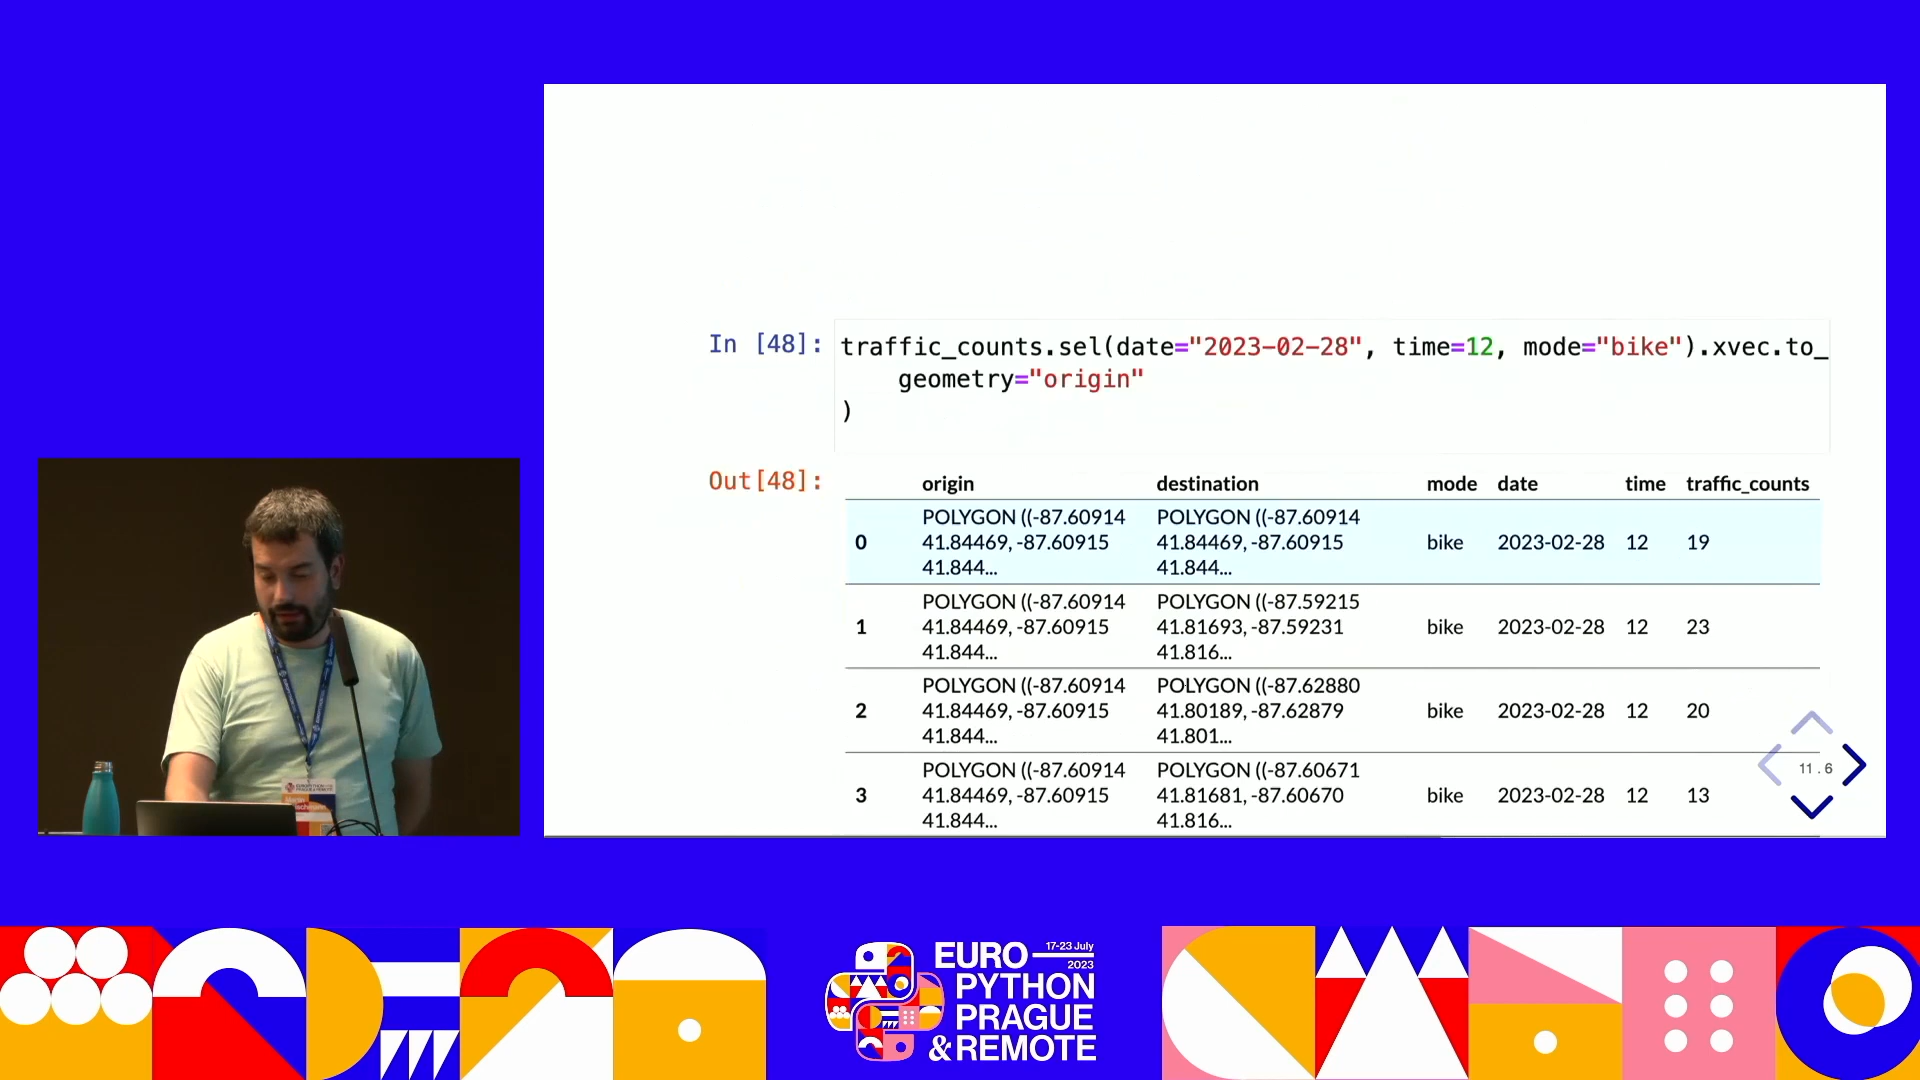 In [48]:
traffic_counts.sel(date="2023-02-28", time=12, mode="bike").xvec.to_
geometry="origin"
)
Out[48]:
origin destination mode date time traffic_counts
0 POLYGON ((-87.60914 41.84469, -87.60915 41.844... POLYGON ((-87.60914 41.84469, -87.60915 41.844... bike 2023-02-28 12 19
1 POLYGON ((-87.60914 41.84469, -87.60915 41.844... POLYGON ((-87.59215 41.81693, -87.59231 41.816... bike 2023-02-28 12 23
2 POLYGON ((-87.60914 41.84469, -87.60915 41.844... POLYGON ((-87.62880 41.80189, -87.62879 41.801... bike 2023-02-28 12 20
3 POLYGON ((-87.60914 41.84469, -87.60915 41.844... POLYGON ((-87.60671 41.81681, -87.60670 41.816... bike 2023-02-28 12 13
11.6
EURO
17-23 July
2023
PYTHON
PRAGUE
&REMOTE